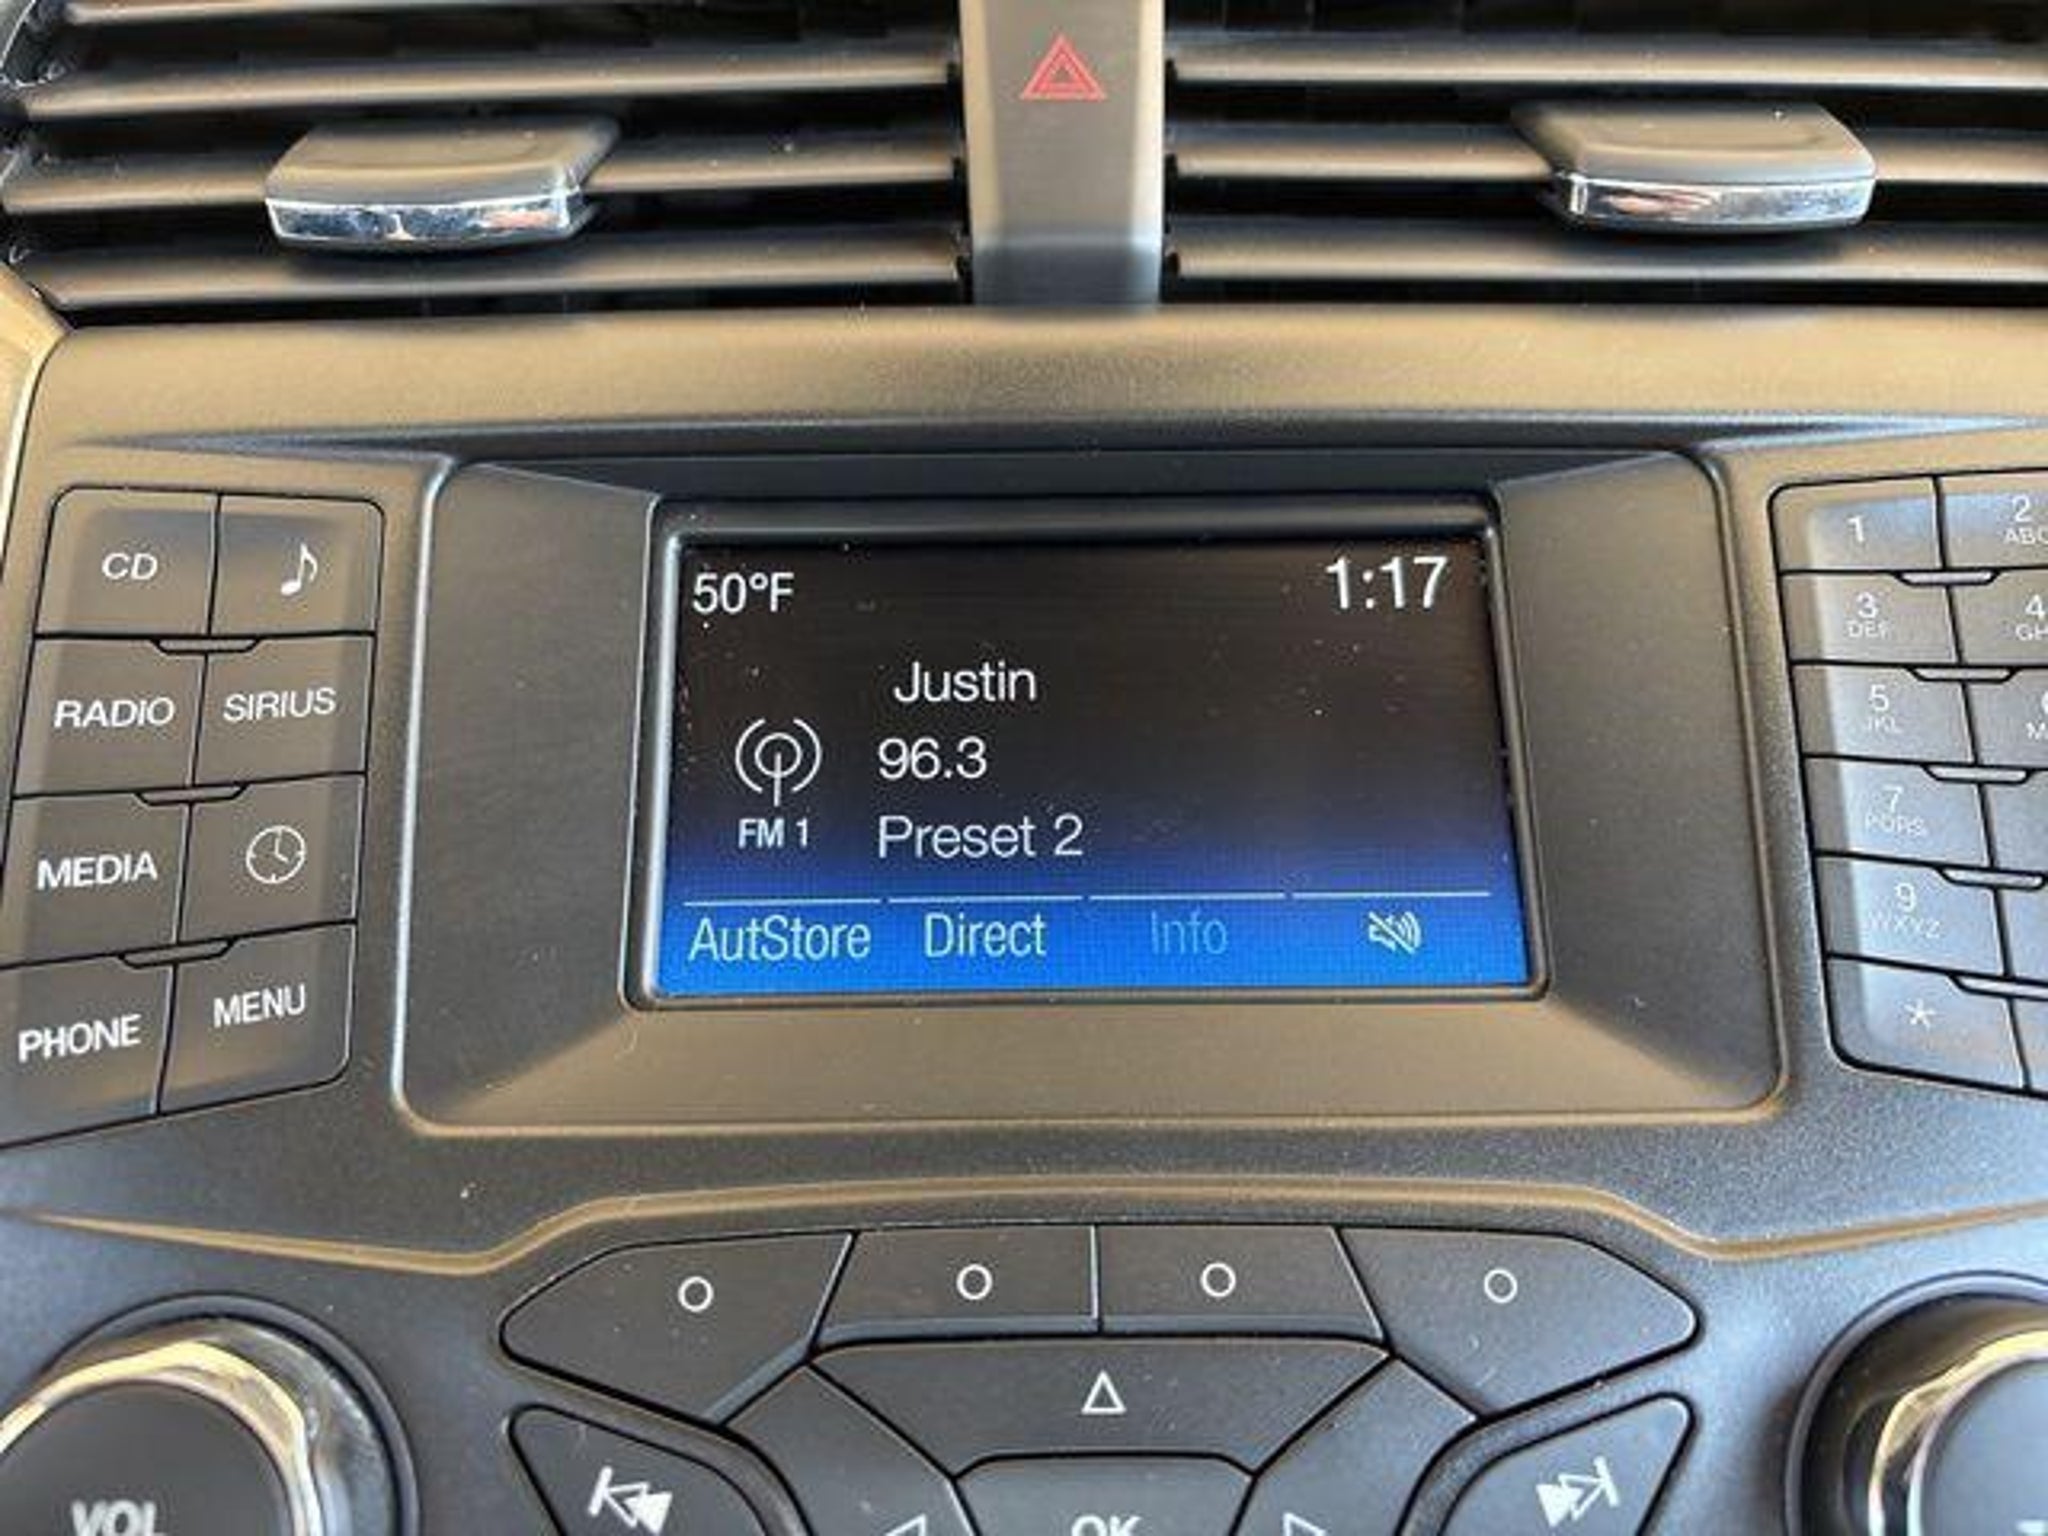 50°F
1:17
Justin
96.3
FM 1
Preset 2
AutStore
Direct
Info
CD
RADIO
SIRIUS
MEDIA
PHONE
MENU
1
2
ABC
3
DEF
4
5
JKL
7
PQRS
9
WXYZ
*
VOL
OK